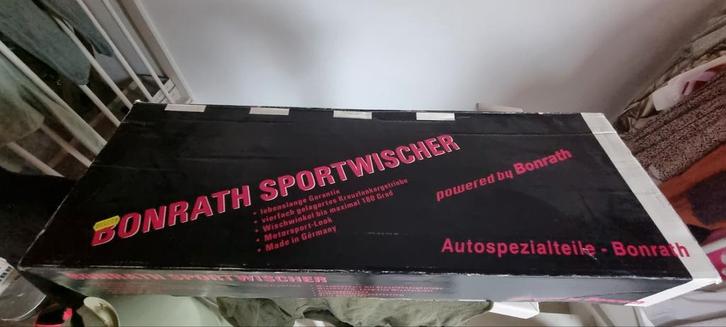 BONRATH SPORTWISCHER
• lebenslange Garantie
• vierfach gelagertes Kreuzlenkergetriebe
• Wischwinkel bis maximal 180 Grad
• Motorsport-Look
• Made in Germany
powered by Bonrath
Autospezialteile - Bonrath
BONRATH SPORTWISCHER